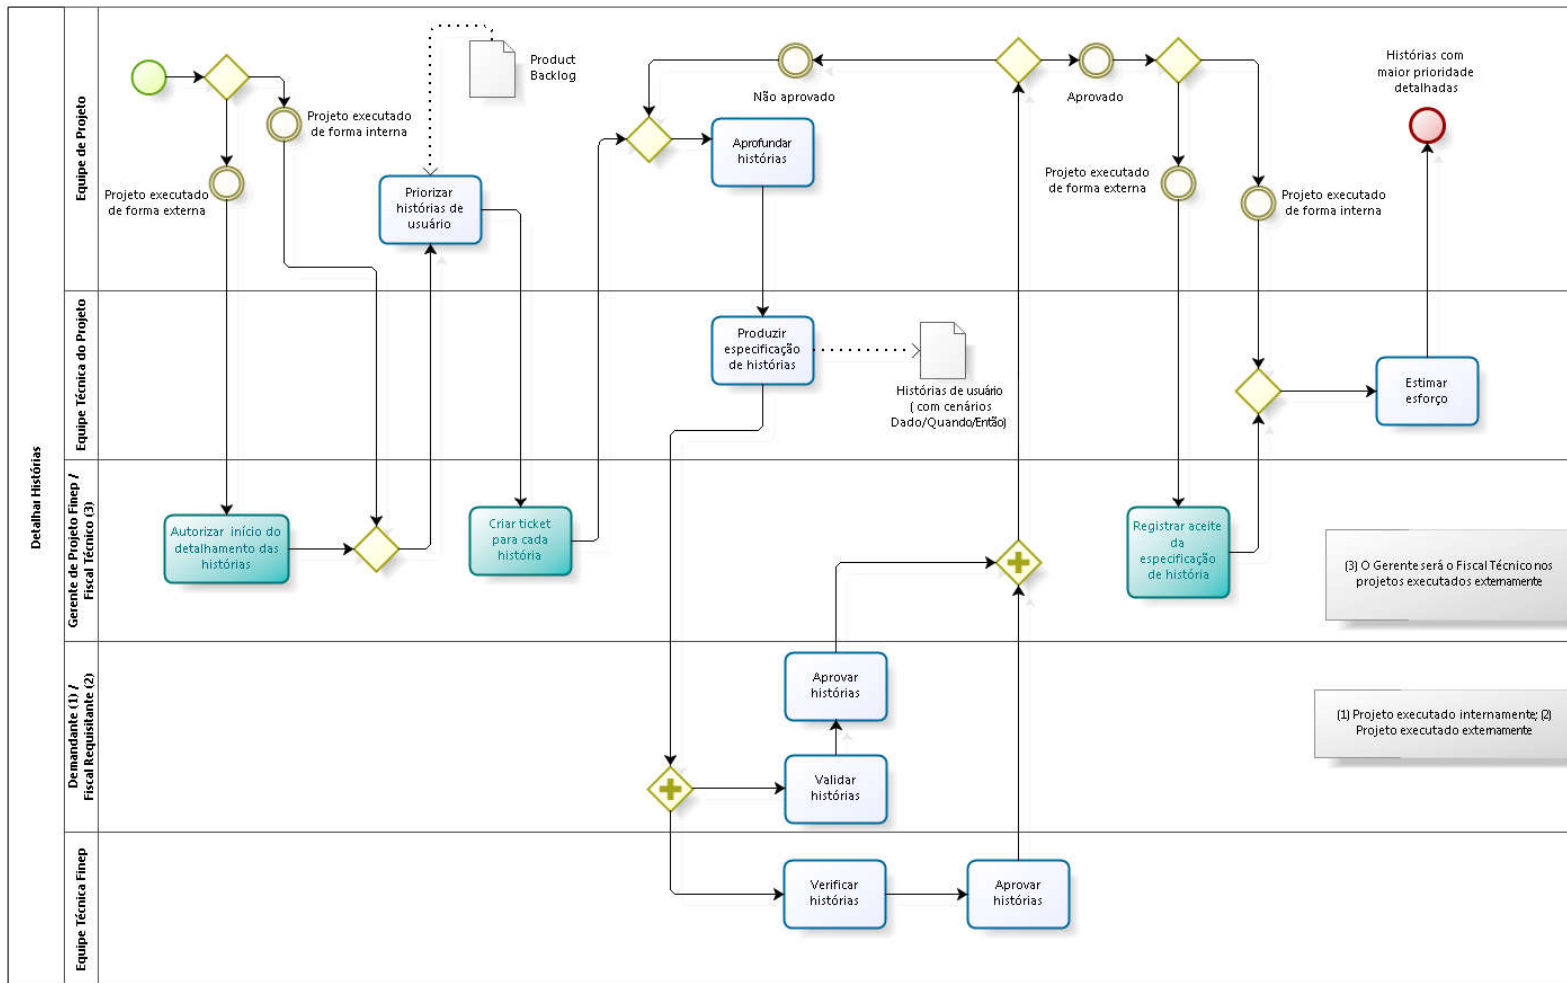 Detalhar Histórias
Equipe de Projeto
Projeto executado
de forma interna
Projeto executado
de forma externa
Product
Backlog
Priorizar
histórias de
usuário
Não aprovado
Aprofundar
histórias
Aprovado
Projeto executado
de forma externa
Projeto executado
de forma interna
Histórias com
maior prioridade
detalhadas
Equipe Técnica do Projeto
Produzir
especificação
de histórias
Histórias de usuário
( com cenários
Dado/Quando/Então)
Estimar
esforço
Gerente de Projeto Finep /
Fiscal Técnico (3)
Autorizar início do
detalhamento das
histórias
Criar ticket
para cada
história
Registrar aceite
da
especificação
de história
(3) O Gerente será o Fiscal Técnico nos
projetos executados externamente
Demandante (1) /
Fiscal Requisitante (2)
Aprovar
histórias
Validar
histórias
(1) Projeto executado internamente; (2)
Projeto executado externamente
Equipe Técnica Finep
Verificar
histórias
Aprovar
histórias